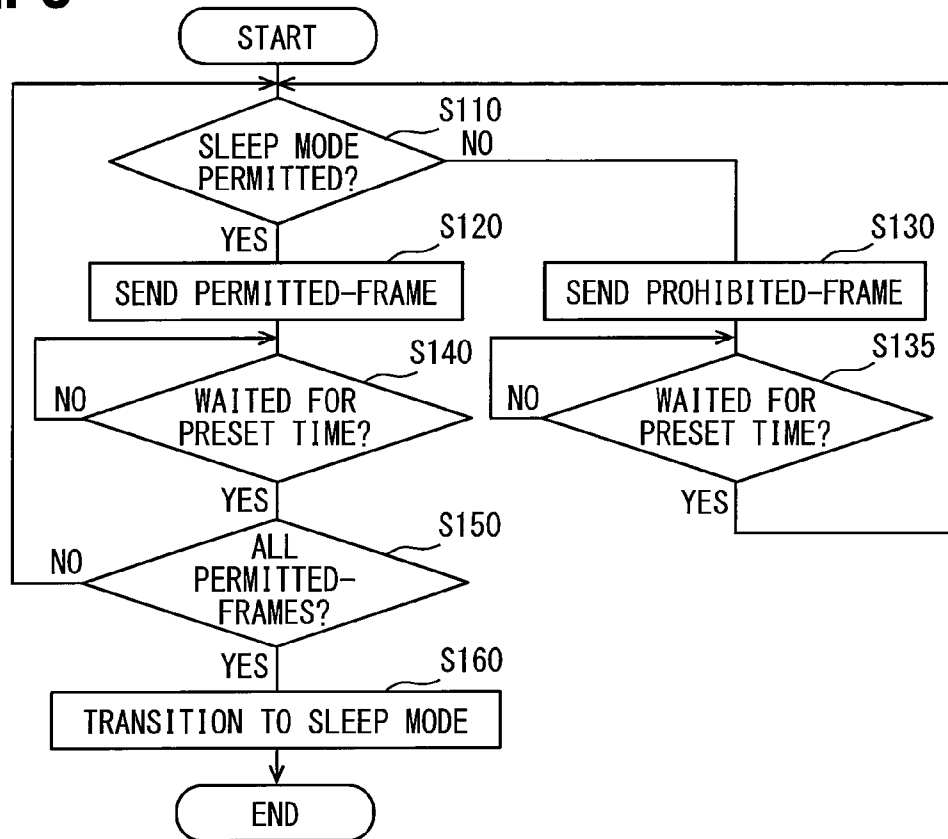 START
S110
SLEEP MODE
PERMITTED?
NO
YES
S120
SEND PERMITTED-FRAME
S130
SEND PROHIBITED-FRAME
S140
WAITED FOR
PRESET TIME?
NO
YES
S135
WAITED FOR
PRESET TIME?
NO
YES
S150
ALL
PERMITTED-
FRAMES?
NO
YES
S160
TRANSITION TO SLEEP MODE
END